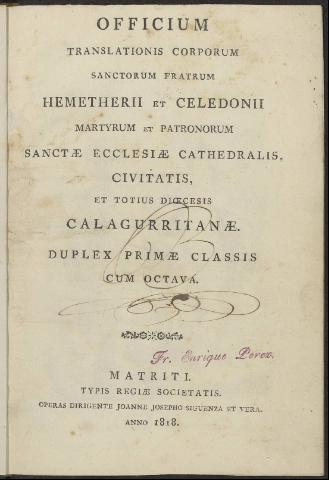 OFFICIUM
TRANSLATIONIS CORPORUM
SANCTORUM FRATRUM
HEMETHERII ET CELEDONII
MARTYRUM ET PATRONORUM
SANCTÆ ECCLESIÆ CATHEDRALIS,
CIVITATIS,
ET TOTIUS DIŒCESIS
CALAGURRITANÆ.
DUPLEX PRIMÆ CLASSIS
CUM OCTAVA.
Fr. Enrique Perez.
MATRITI.
TYPIS REGIÆ SOCIETATIS.
OPERAS DIRIGENTE JOANNE JOSEPHO SIGUENZA ET VERA.
ANNO 1818.